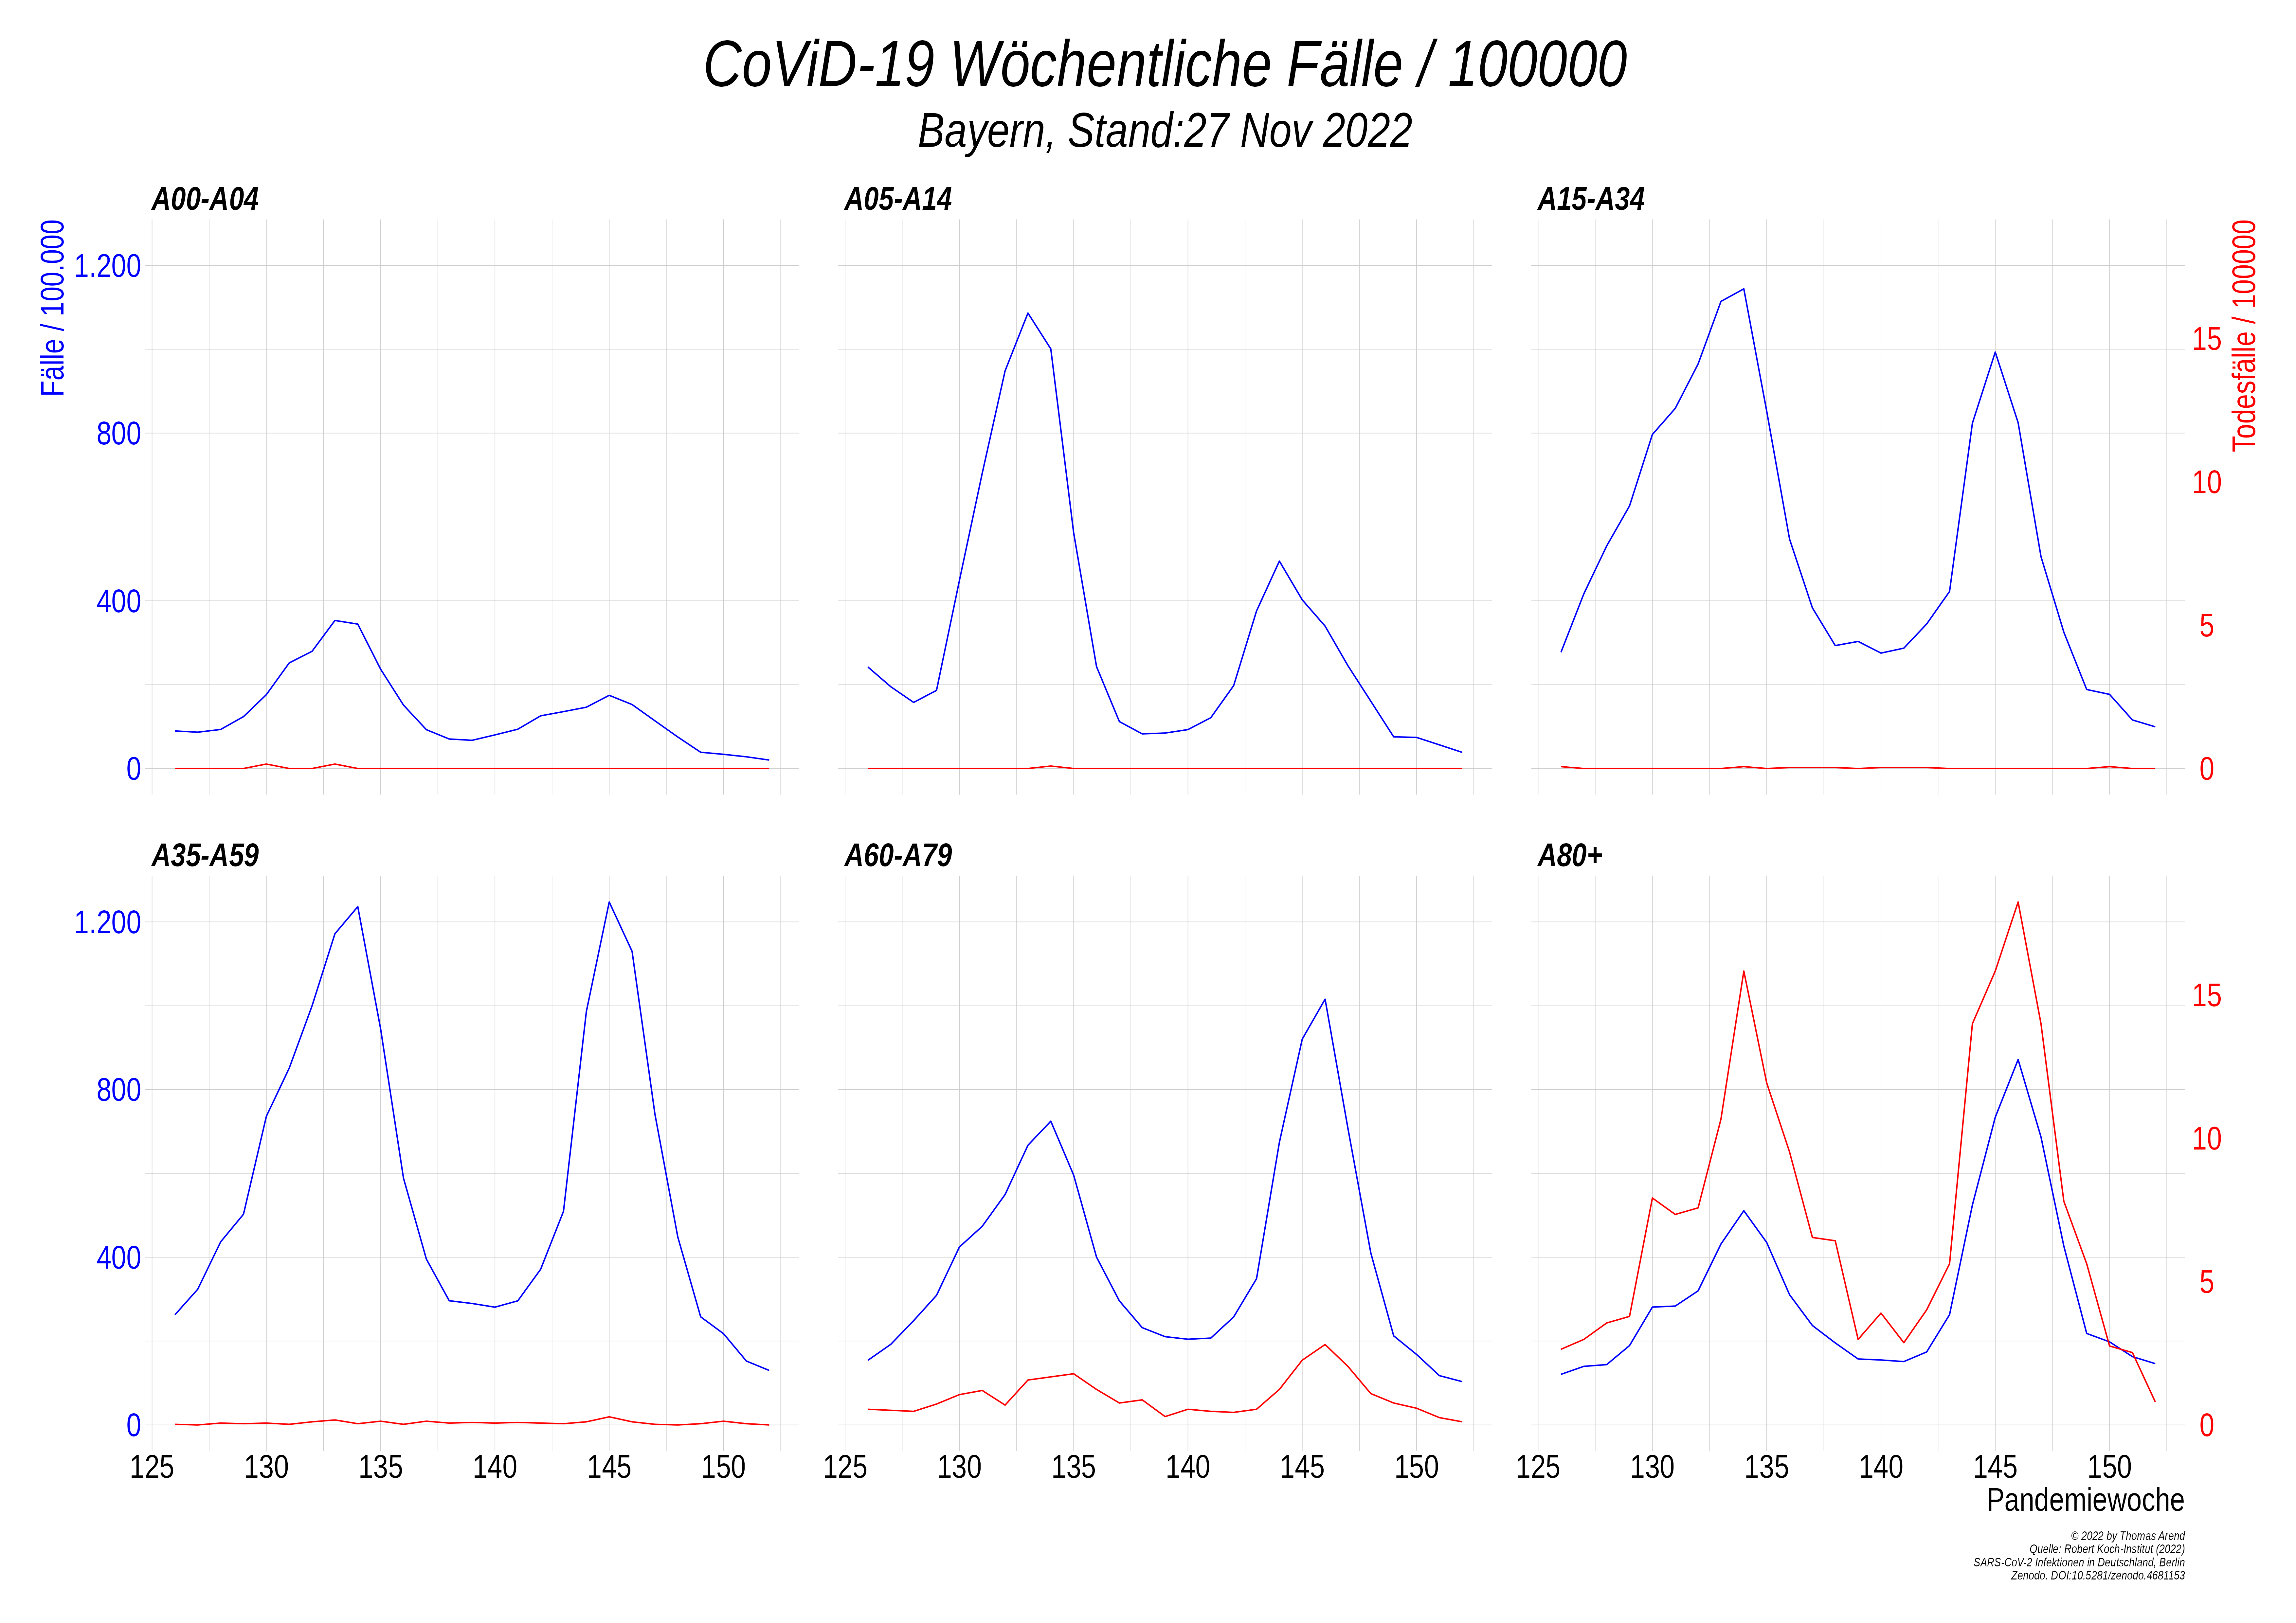 CoViD-19 Wöchentliche Fälle / 100000
Bayern, Stand:27 Nov 2022
A00-A04
A05-A14
A15-A34
Fälle / 100.000
1.200
800
400
0
Todesfälle / 100000
15
10
5
0
A35-A59
A60-A79
A80+
1.200
800
400
0
15
10
5
0
125 130 135 140 145 150
125 130 135 140 145 150
125 130 135 140 145 150
Pandemiewoche
© 2022 by Thomas Arend
Quelle: Robert Koch-Institut (2022)
SARS-CoV-2 Infektionen in Deutschland, Berlin
Zenodo. DOI:10.5281/zenodo.4681153